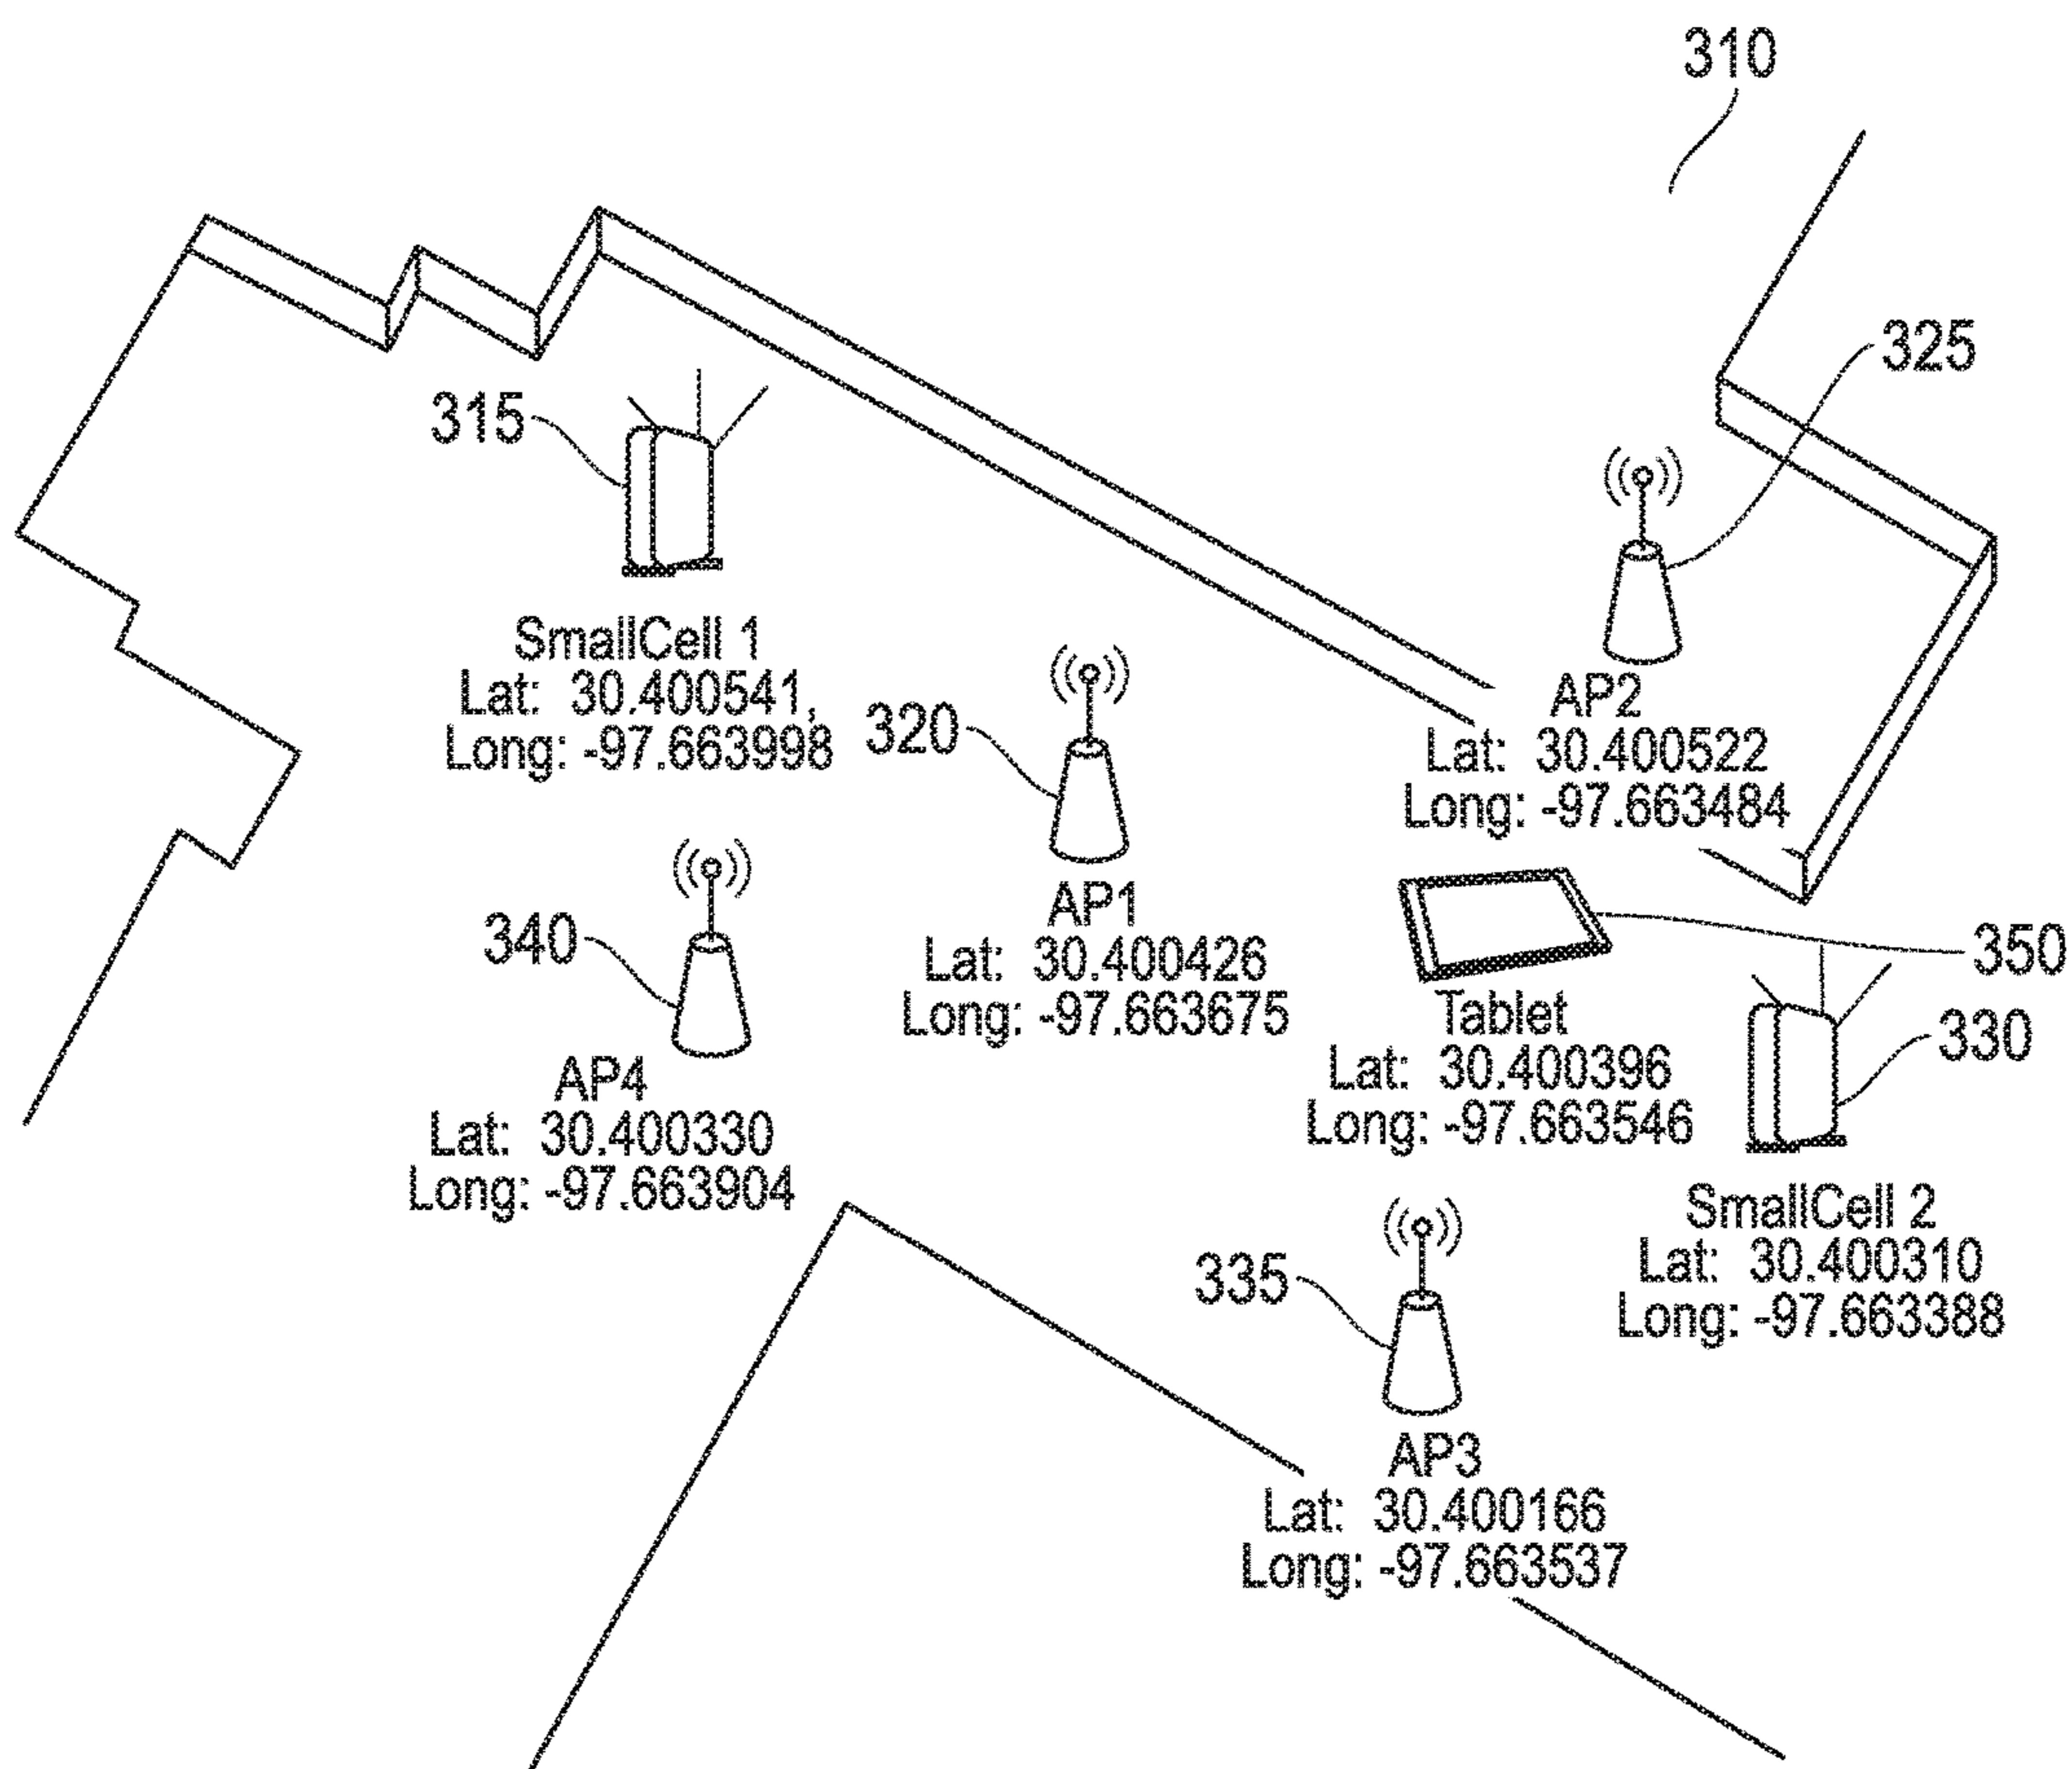 310
325
315
SmallCell 1
Lat: 30.400541,
Long: -97.663998
320
AP2
Lat: 30.400522
Long: -97.663484
340
AP1
Lat: 30.400426
Long: -97.663675
350
Tablet
Lat: 30.400396
Long: -97.663546
330
AP4
Lat: 30.400330
Long: -97.663904
SmallCell 2
Lat: 30.400310
Long: -97.663388
335
AP3
Lat: 30.400166
Long: -97.663537